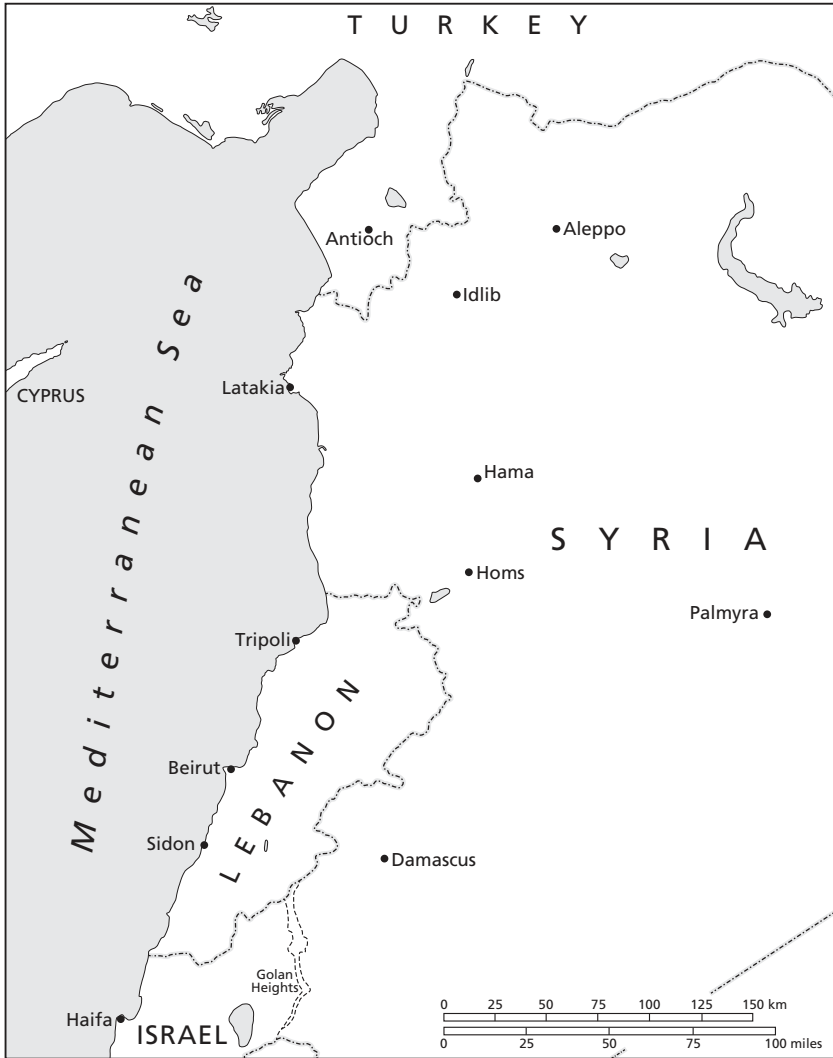 TURKEY
Antioch
Aleppo
Idlib
Mediterranean Sea
CYPRUS
Latakia
Hama
SYRIA
Homs
Palmyra
Tripoli
LEBANON
Beirut
Sidon
Damascus
Golan
Heights
Haifa
ISRAEL
0 25 50 75 100 125 150 km
0 25 50 75 100 miles